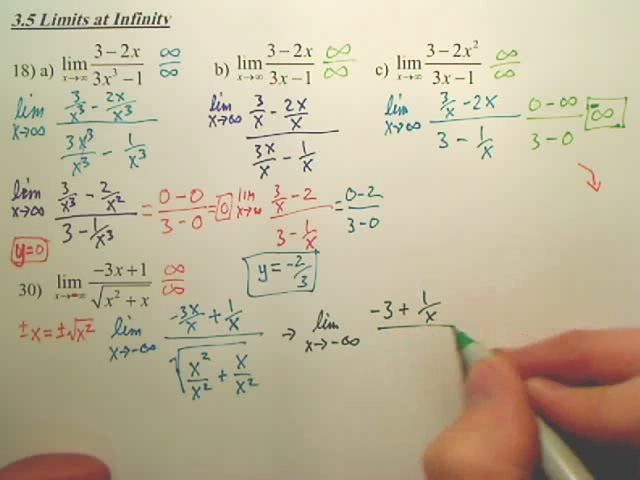 3.5 Limits at Infinity
18) a) lim x→∞ (3 − 2x)/(3x³ − 1) ∞/∞
b) lim x→∞ (3 − 2x)/(3x − 1) ∞/∞
c) lim x→∞ (3 − 2x²)/(3x − 1) ∞/∞
lim x→∞ (3/x³ − 2x/x³)/(3x³/x³ − 1/x³)
lim x→∞ (3/x − 2x/x)/(3x/x − 1/x)
lim x→∞ (3/x − 2x)/(3 − 1/x) (0 − ∞)/(3 − 0) −∞
lim x→∞ (3/x³ − 2/x²)/(3 − 1/x³) = (0 − 0)/(3 − 0) = 0
lim x→∞ (3/x − 2)/(3 − 1/x) = (0 − 2)/(3 − 0)
y = 0
y = −2/3
30) lim x→−∞ (−3x + 1)/√(x² + x) ∞/∞
±x = ±√x²
lim x→−∞ (−3x/x + 1/x)/√(x²/x² + x/x²) → lim x→−∞ −3 + 1/x